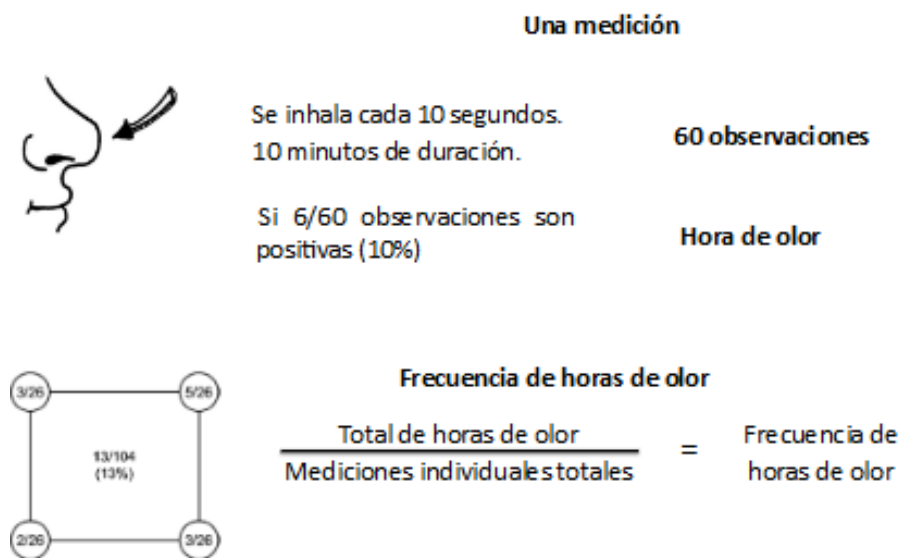 Una medición
Se inhala cada 10 segundos.
10 minutos de duración.
60 observaciones
Si 6/60 observaciones son
positivas (10%)
Hora de olor
Frecuencia de horas de olor
3/26
5/26
13/104
(13%)
2/26
3/26
Total de horas de olor
Mediciones individuales totales
=
Frecuencia de
horas de olor